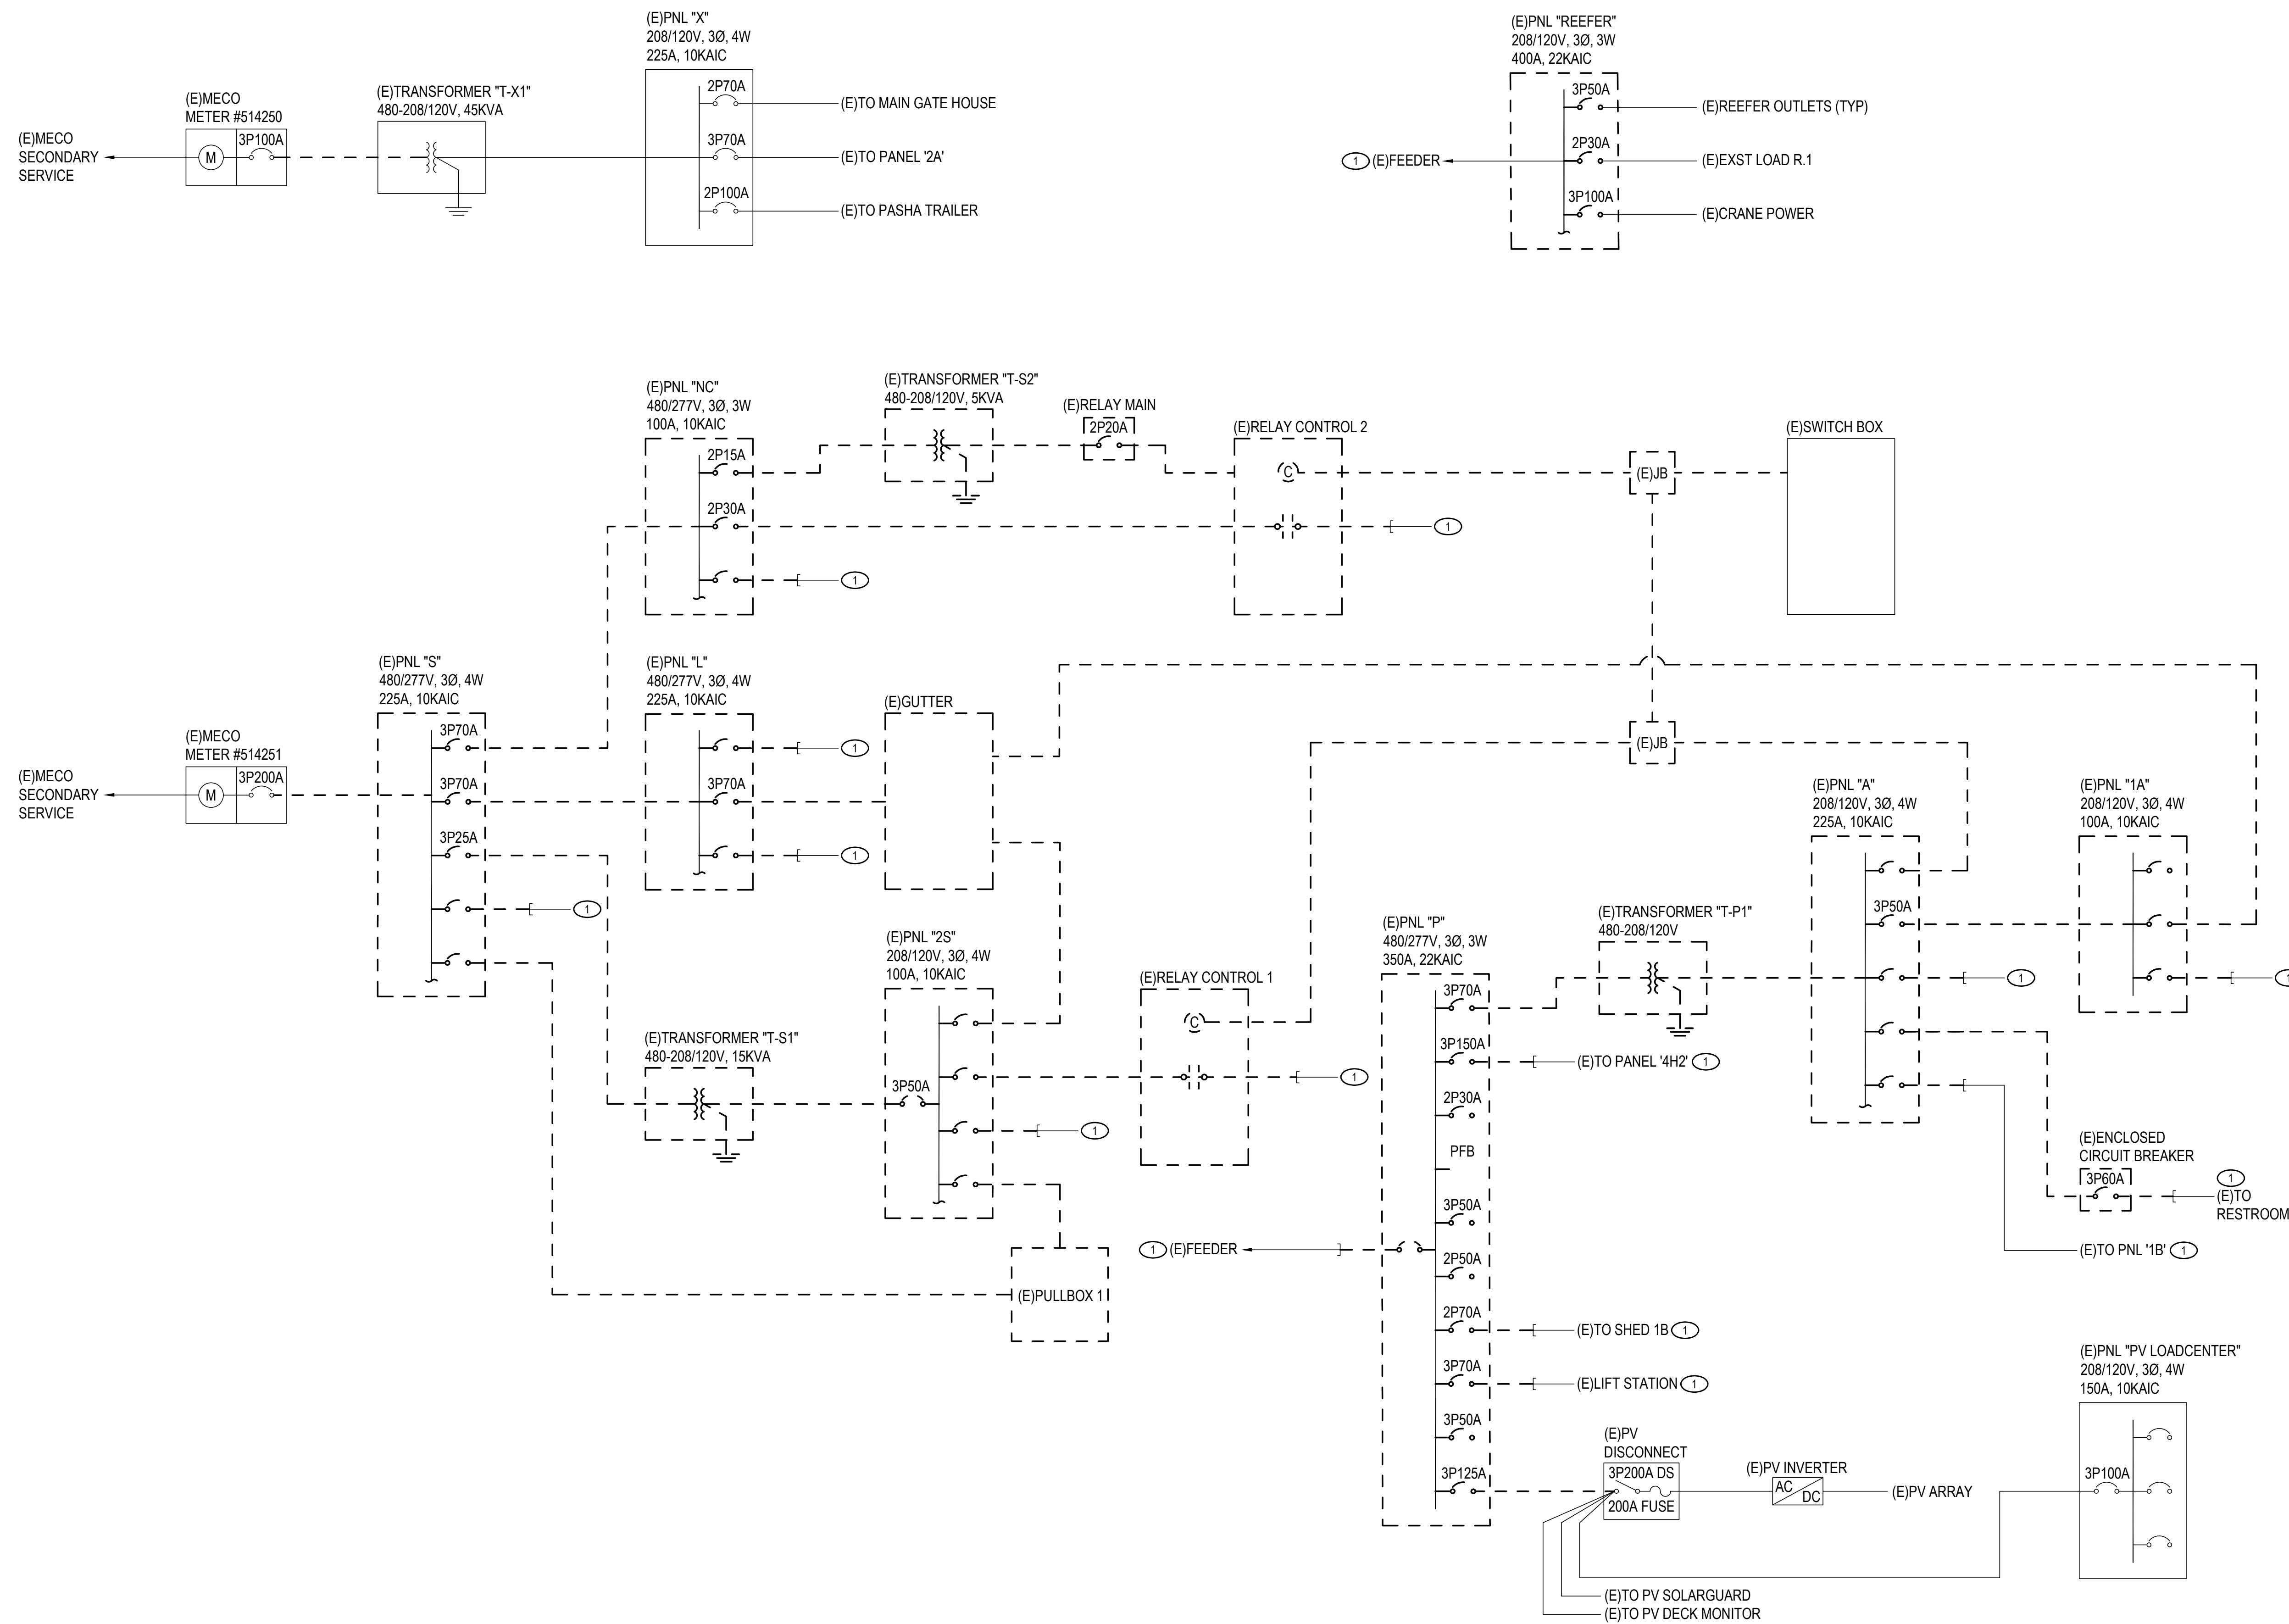 (E)PNL "X"
208/120V, 3Ø, 4W
225A, 10KAIC
2P70A
(E)TO MAIN GATE HOUSE
3P70A
(E)TO PANEL '2A'
2P100A
(E)TO PASHA TRAILER
(E)TRANSFORMER "T-X1"
480-208/120V, 45KVA
(E)MECO
METER #514250
3P100A
M
(E)MECO
SECONDARY
SERVICE
(E)PNL "REEFER"
208/120V, 3Ø, 3W
400A, 22KAIC
3P50A
(E)REEFER OUTLETS (TYP)
2P30A
(E)EXST LOAD R.1
3P100A
(E)CRANE POWER
1 (E)FEEDER
(E)PNL "NC"
480/277V, 3Ø, 3W
100A, 10KAIC
2P15A
2P30A
1
(E)TRANSFORMER "T-S2"
480-208/120V, 5KVA
(E)RELAY MAIN
2P20A
(E)RELAY CONTROL 2
C
1
(E)JB
(E)SWITCH BOX
(E)PNL "S"
480/277V, 3Ø, 4W
225A, 10KAIC
3P70A
3P70A
3P25A
1
(E)MECO
METER #514251
3P200A
M
(E)MECO
SECONDARY
SERVICE
(E)PNL "L"
480/277V, 3Ø, 4W
225A, 10KAIC
1
3P70A
1
(E)GUTTER
(E)JB
(E)TRANSFORMER "T-S1"
480-208/120V, 15KVA
(E)PNL "2S"
208/120V, 3Ø, 4W
100A, 10KAIC
3P50A
1
(E)PULLBOX 1
(E)RELAY CONTROL 1
C
1
(E)PNL "P"
480/277V, 3Ø, 3W
350A, 22KAIC
3P70A
3P150A
(E)TO PANEL '4H2' 1
2P30A
PFB
3P50A
1 (E)FEEDER
2P50A
2P70A
(E)TO SHED 1B 1
3P70A
(E)LIFT STATION 1
3P50A
3P125A
(E)TRANSFORMER "T-P1"
480-208/120V
(E)PNL "A"
208/120V, 3Ø, 4W
225A, 10KAIC
3P50A
1
(E)PNL "1A"
208/120V, 3Ø, 4W
100A, 10KAIC
1
(E)ENCLOSED
CIRCUIT BREAKER
3P60A
1
(E)TO
RESTROOM
(E)TO PNL '1B' 1
(E)PV
DISCONNECT
3P200A DS
200A FUSE
(E)PV INVERTER
AC
DC
(E)PV ARRAY
(E)PNL "PV LOADCENTER"
208/120V, 3Ø, 4W
150A, 10KAIC
3P100A
(E)TO PV SOLARGUARD
(E)TO PV DECK MONITOR